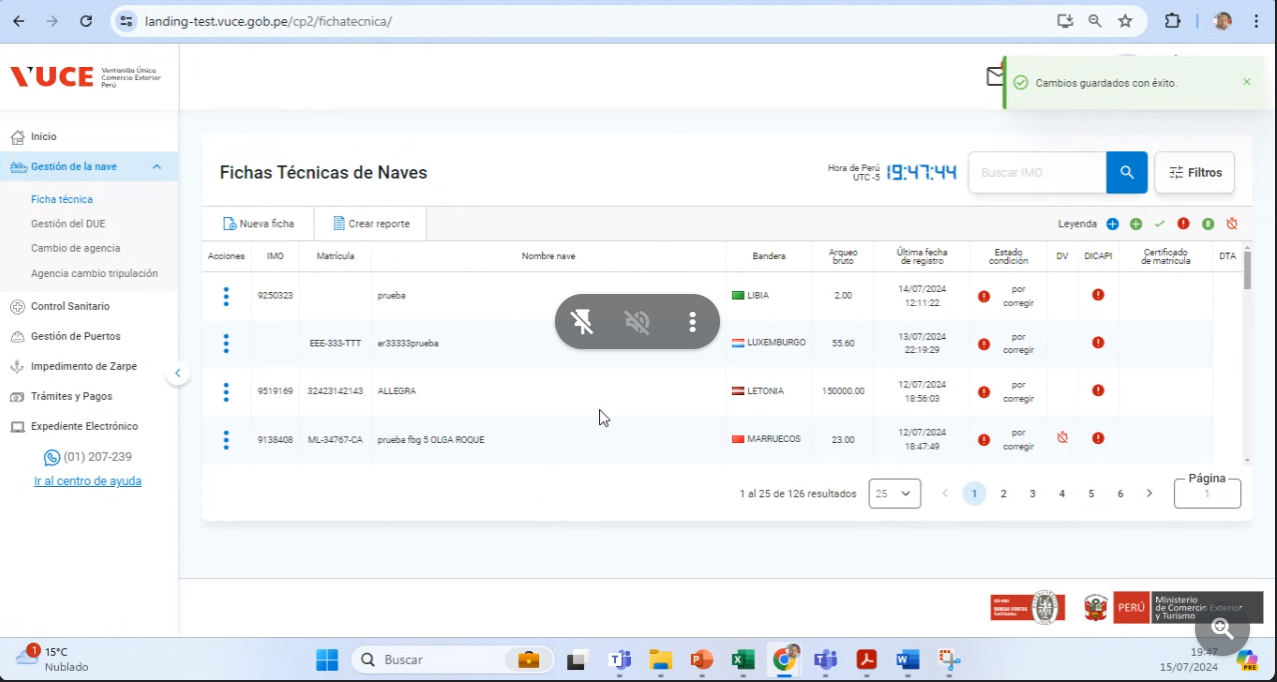 landing-test.vuce.gob.pe/cp2/fichatecnica/
VUCE Ventanilla Única
Comercio Exterior
Perú
Cambios guardados con éxito.
Inicio
Gestión de la nave
Ficha técnica
Gestión del DUE
Cambio de agencia
Agencia cambio tripulación
Control Sanitario
Gestión de Puertos
Impedimento de Zarpe
Trámites y Pagos
Expediente Electrónico
(01) 207-239
Ir al centro de ayuda
Fichas Técnicas de Naves
Hora de Perú
UTC -5
19:47:44
Buscar IMO
Filtros
Nueva ficha
Crear reporte
Leyenda
Acciones IMO Matrícula Nombre nave Bandera Arqueo bruto Última fecha de registro Estado condición DV DICAPI Certificado de matrícula DTA
9250323 prueba LIBIA 2.00 14/07/2024 12:11:22 por corregir
EEE-333-TTT er33333prueba LUXEMBURGO 55.60 13/07/2024 22:19:29 por corregir
9519169 32423142143 ALLEGRA LETONIA 150000.00 12/07/2024 18:56:03 por corregir
9138408 ML-34767-CA prueba fbg 5 OLGA ROQUE MARRUECOS 23.00 12/07/2024 18:47:49 por corregir
1 al 25 de 126 resultados
25
1 2 3 4 5 6
Página
1
PERÚ
Ministerio
de Comercio Exterior
y Turismo
1
15°C
Nublado
Buscar
19:47
15/07/2024
PRE